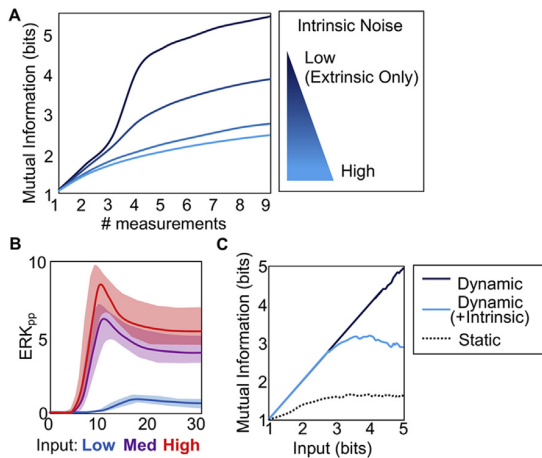 A
Mutual Information (bits)
5
4
3
2
1
1 2 3 4 5 6 7 8 9
# measurements
Intrinsic Noise
Low
(Extrinsic Only)
High
B
ERKpp
10
5
0
0 10 20 30
Input: Low Med High
C
Mutual Information (bits)
5
4
3
2
1
1 2 3 4 5
Input (bits)
Dynamic
Dynamic
(+Intrinsic)
Static